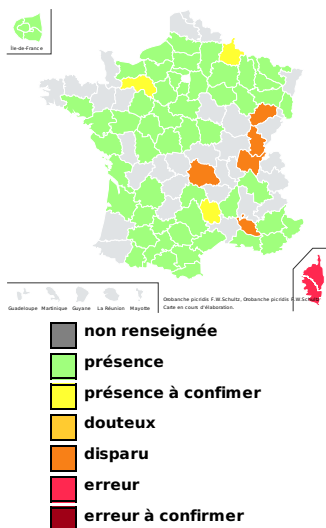 Île-de-France
Guadeloupe Martinique Guyane La Réunion Mayotte
Orobanche picridis F.W.Schultz, Orobanche picridis F.W.Schultz
Carte en cours d'élaboration.
non renseignée
présence
présence à confimer
douteux
disparu
erreur
erreur à confirmer